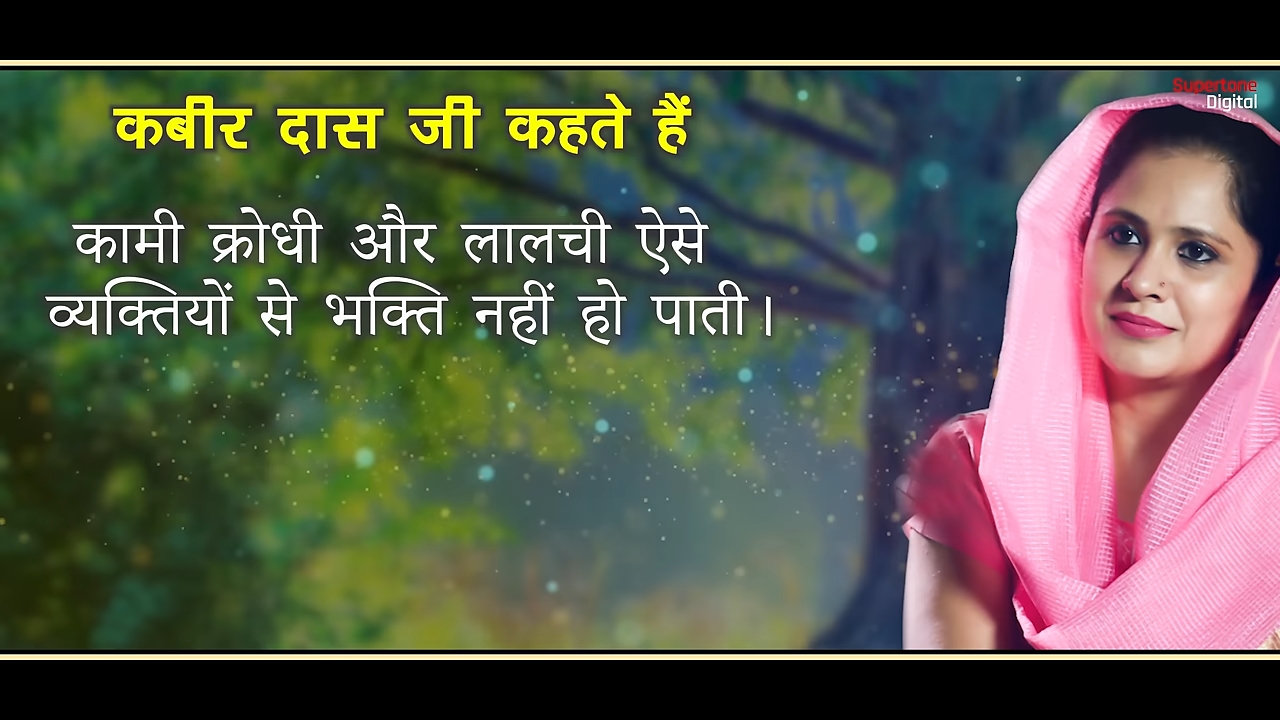 Supertone
Digital
कबीर दास जी कहते हैं
कामी क्रोधी और लालची ऐसे
व्यक्तियों से भक्ति नहीं हो पाती।